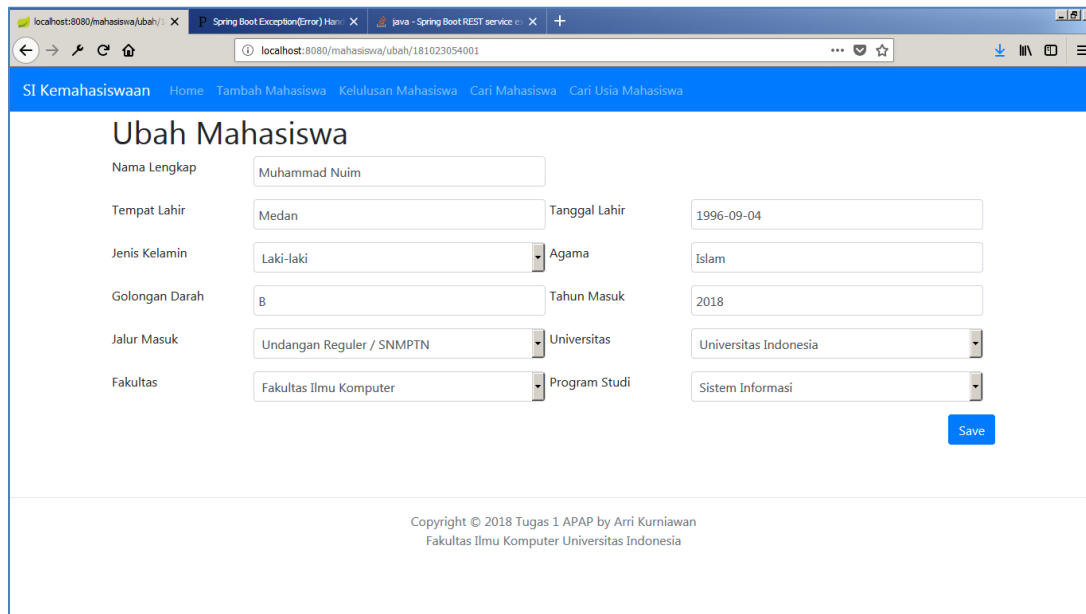 localhost:8080/mahasiswa/ubah/1 Spring Boot Exception(Error) Hand java - Spring Boot REST service e
localhost:8080/mahasiswa/ubah/181023054001
SI Kemahasiswaan Home Tambah Mahasiswa Kelulusan Mahasiswa Cari Mahasiswa Cari Usia Mahasiswa
Ubah Mahasiswa
Nama Lengkap Muhammad Nuim
Tempat Lahir Medan Tanggal Lahir 1996-09-04
Jenis Kelamin Laki-laki Agama Islam
Golongan Darah B Tahun Masuk 2018
Jalur Masuk Undangan Reguler / SNMPTN Universitas Universitas Indonesia
Fakultas Fakultas Ilmu Komputer Program Studi Sistem Informasi
Save
Copyright © 2018 Tugas 1 APAP by Arri Kurniawan
Fakultas Ilmu Komputer Universitas Indonesia